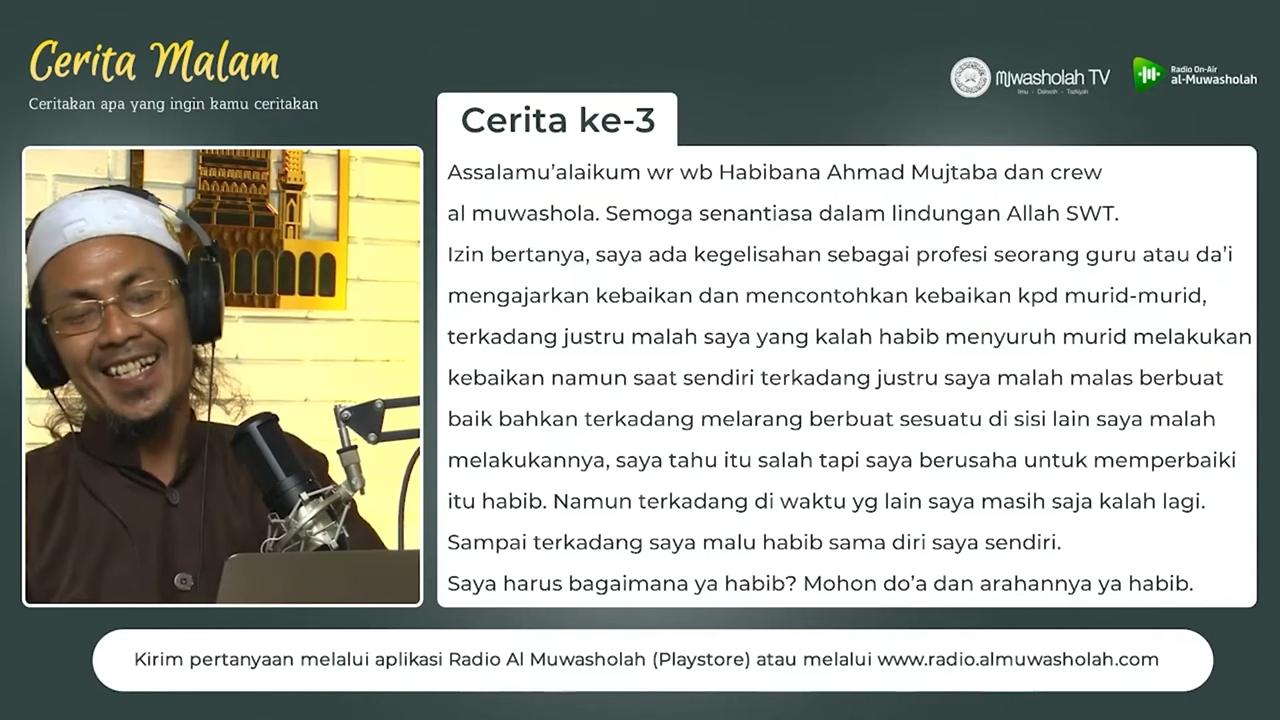 Cerita Malam
Ceritakan apa yang ingin kamu ceritakan
Mjwasholah TV
Ilmu - Dakwah - Tazkiyah
Radio On-Air
al-Muwasholah
Cerita ke-3
Assalamu’alaikum wr wb Habibana Ahmad Mujtaba dan crew
al muwashola. Semoga senantiasa dalam lindungan Allah SWT.
Izin bertanya, saya ada kegelisahan sebagai profesi seorang guru atau da’i
mengajarkan kebaikan dan mencontohkan kebaikan kpd murid-murid,
terkadang justru malah saya yang kalah habib menyuruh murid melakukan
kebaikan namun saat sendiri terkadang justru saya malah malas berbuat
baik bahkan terkadang melarang berbuat sesuatu di sisi lain saya malah
melakukannya, saya tahu itu salah tapi saya berusaha untuk memperbaiki
itu habib. Namun terkadang di waktu yg lain saya masih saja kalah lagi.
Sampai terkadang saya malu habib sama diri saya sendiri.
Saya harus bagaimana ya habib? Mohon do’a dan arahannya ya habib.
Kirim pertanyaan melalui aplikasi Radio Al Muwasholah (Playstore) atau melalui www.radio.almuwasholah.com